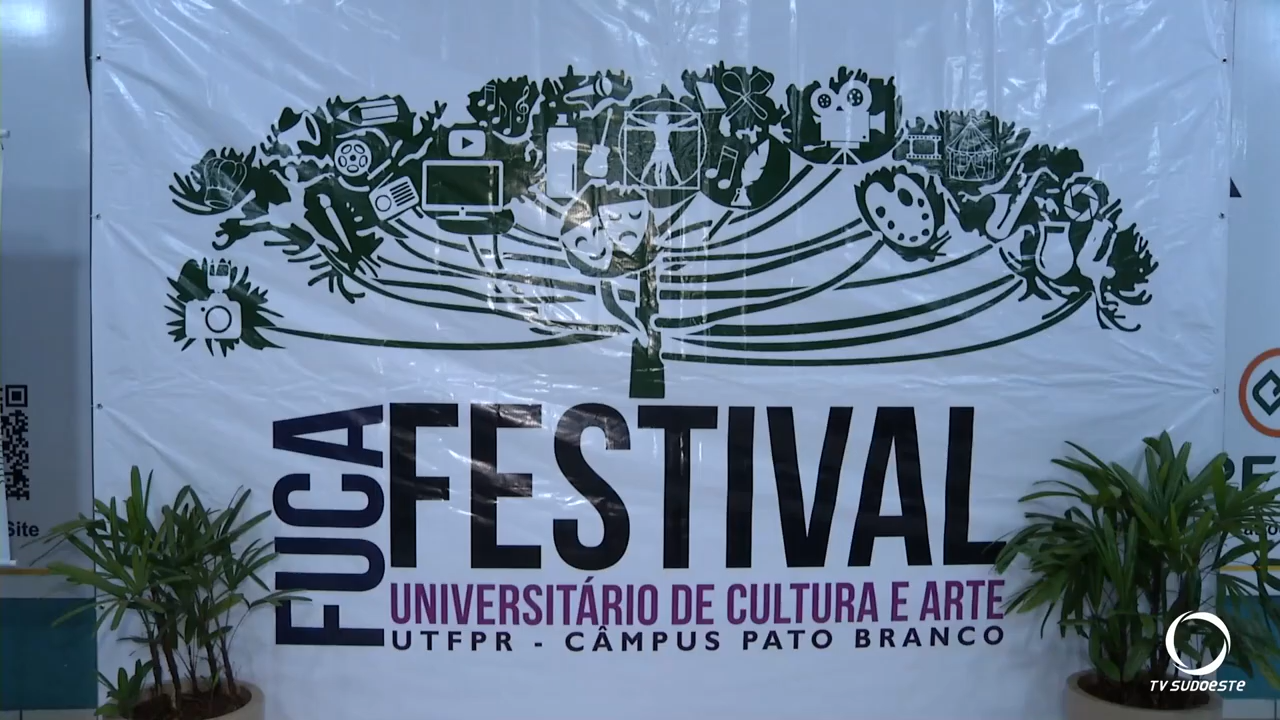 FUCA
FESTIVAL
UNIVERSITÁRIO DE CULTURA E ARTE
UTFPR - CÂMPUS PATO BRANCO
Site
TV SUDOESTE